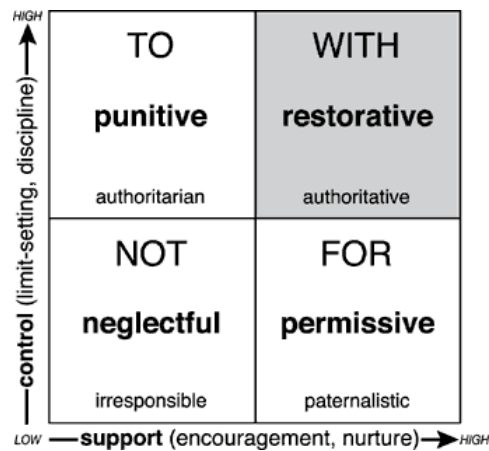 HIGH
TO
WITH
punitive
restorative
authoritarian
authoritative
control (limit-setting, discipline)
NOT
FOR
neglectful
permissive
irresponsible
paternalistic
LOW
support (encouragement, nurture)
HIGH